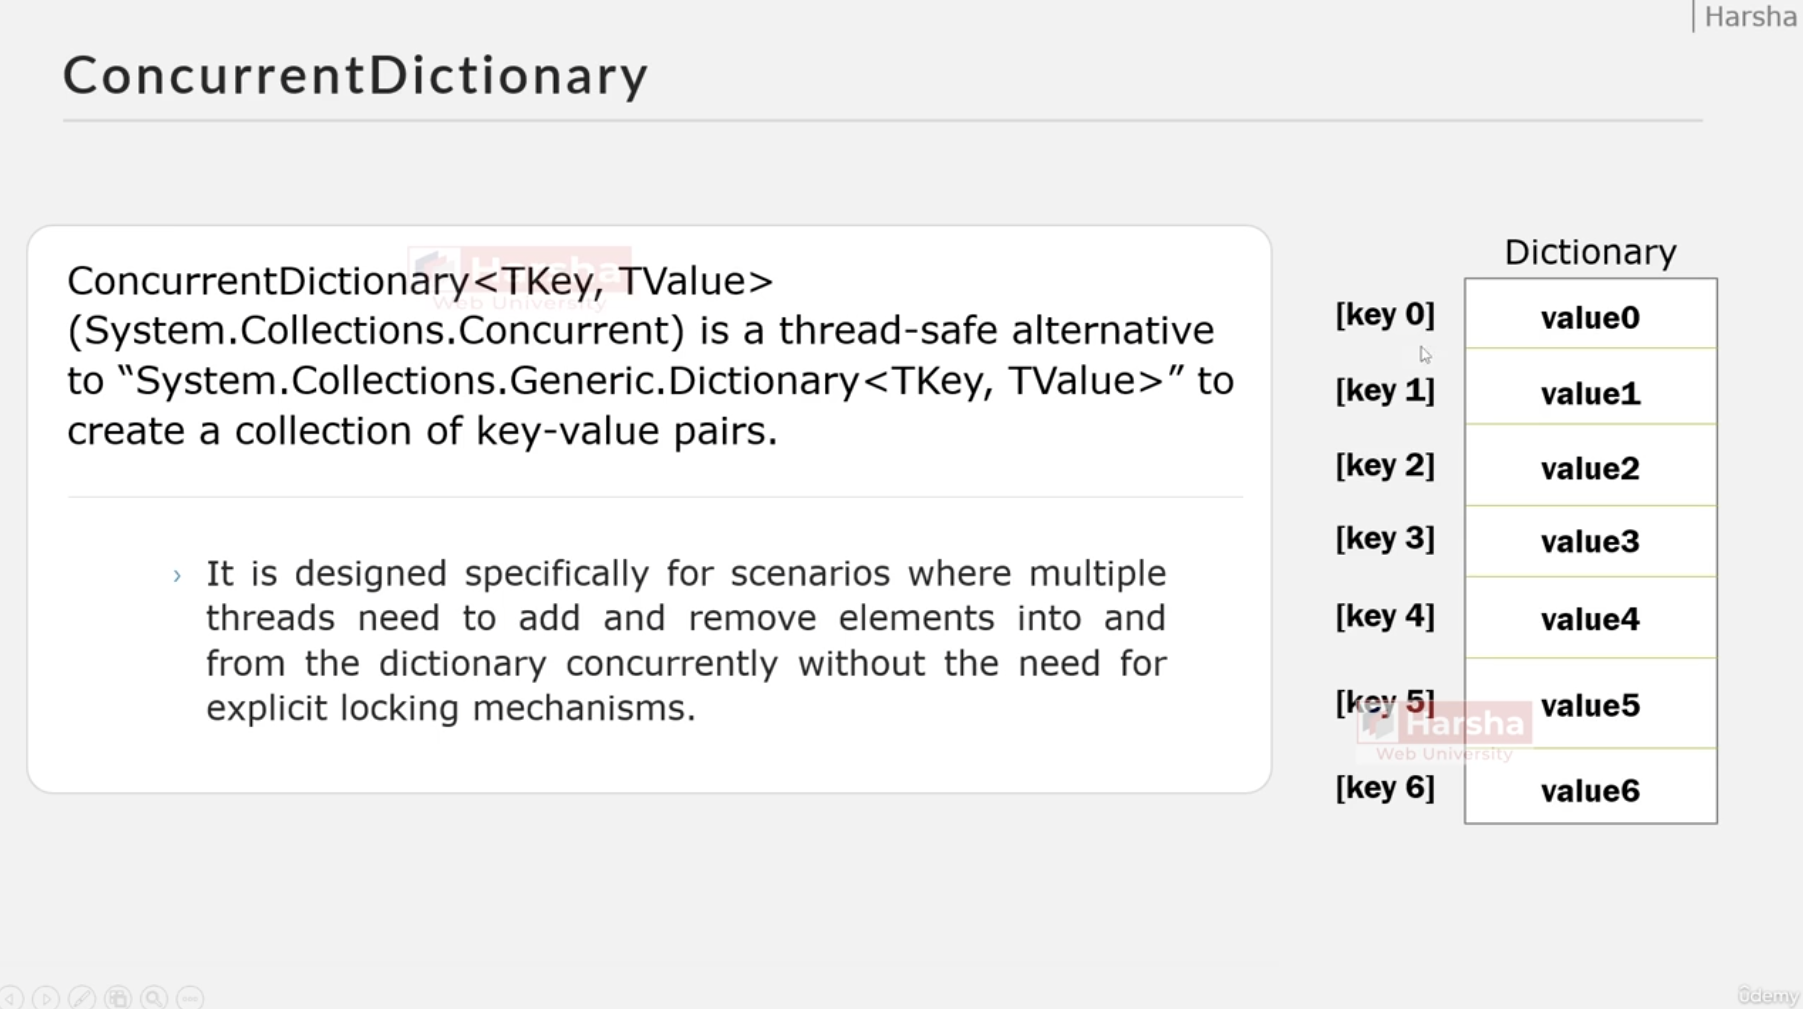 Harsha
ConcurrentDictionary
Harsha
Web University
ConcurrentDictionary<TKey, TValue>
(System.Collections.Concurrent) is a thread-safe alternative
to “System.Collections.Generic.Dictionary<TKey, TValue>” to
create a collection of key-value pairs.
› It is designed specifically for scenarios where multiple
threads need to add and remove elements into and
from the dictionary concurrently without the need for
explicit locking mechanisms.
Dictionary
[key 0] value0
[key 1] value1
[key 2] value2
[key 3] value3
[key 4] value4
[key 5] value5
Harsha
Web University
[key 6] value6
ûdemy